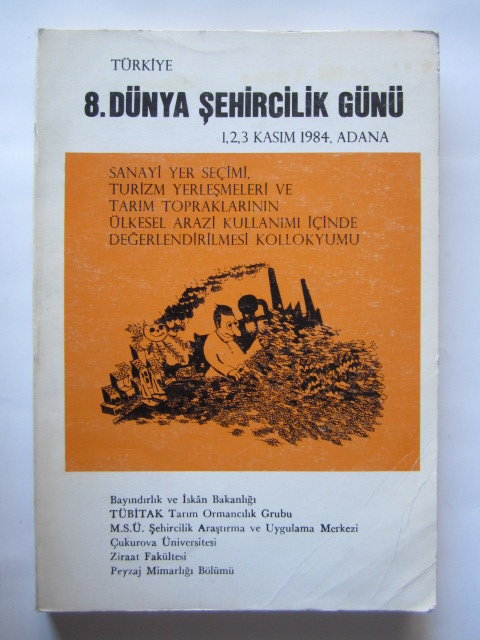 TÜRKİYE
8. DÜNYA ŞEHİRCİLİK GÜNÜ
1,2,3 KASIM 1984, ADANA
SANAYİ YER SEÇİMİ,
TURİZM YERLEŞMELERİ VE
TARIM TOPRAKLARININ
ÜLKESEL ARAZİ KULLANIMI İÇİNDE
DEĞERLENDİRİLMESİ KOLLOKYUMU
Bayındırlık ve İskân Bakanlığı
TÜBİTAK Tarım Ormancılık Grubu
M.S.Ü. Şehircilik Araştırma ve Uygulama Merkezi
Çukurova Üniversitesi
Ziraat Fakültesi
Peyzaj Mimarlığı Bölümü